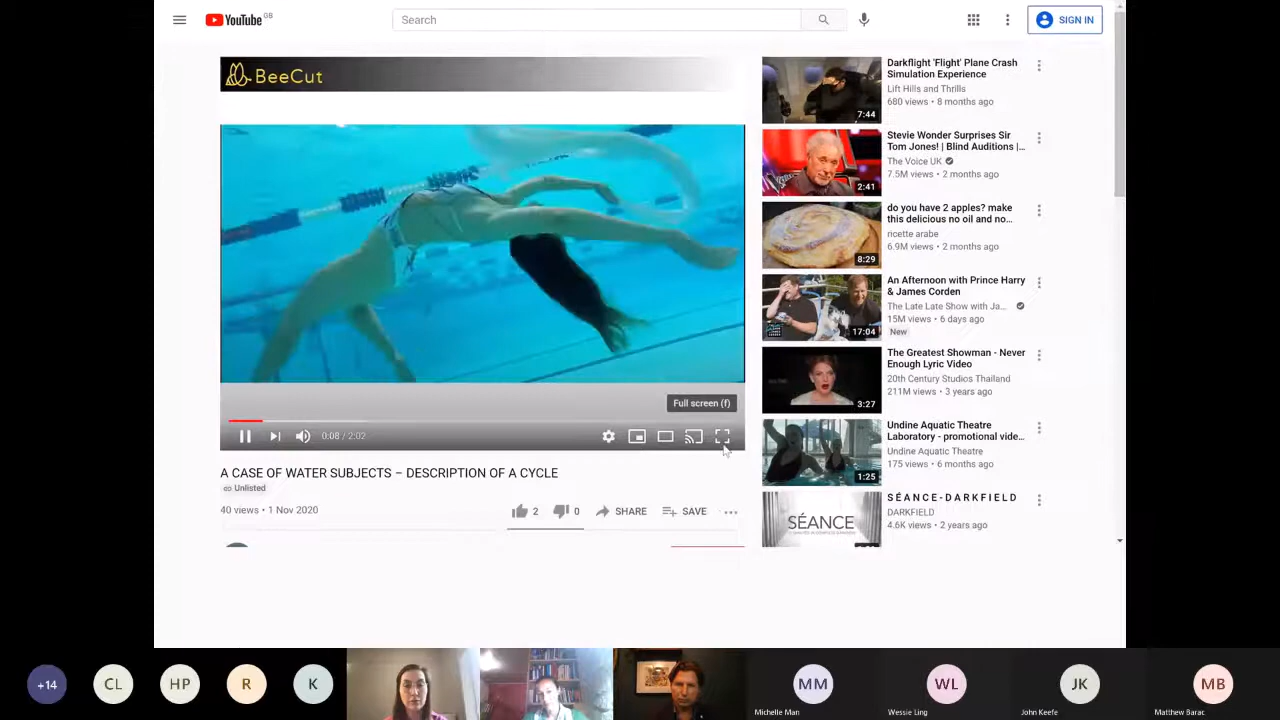 YouTube GB
Search
SIGN IN
BeeCut
Full screen (f)
0:08 / 2:02
A CASE OF WATER SUBJECTS – DESCRIPTION OF A CYCLE
Unlisted
40 views • 1 Nov 2020
2
0
SHARE
SAVE
Darkflight 'Flight' Plane Crash
Simulation Experience
Lift Hills and Thrills
680 views • 8 months ago
7:44
Stevie Wonder Surprises Sir
Tom Jones! | Blind Auditions |...
The Voice UK
7.5M views • 2 months ago
2:41
do you have 2 apples? make
this delicious no oil and no...
ricette arabe
6.9M views • 2 months ago
8:29
An Afternoon with Prince Harry
& James Corden
The Late Late Show with Ja...
15M views • 6 days ago
New
17:04
The Greatest Showman - Never
Enough Lyric Video
20th Century Studios Thailand
211M views • 3 years ago
3:27
Undine Aquatic Theatre
Laboratory - promotional vide...
Undine Aquatic Theatre
175 views • 6 months ago
1:25
SÉANCE
S É A N C E - D A R K F I E L D
DARKFIELD
4.6K views • 2 years ago
+14
CL
HP
R
K
MM
Michelle Man
WL
Wessie Ling
JK
John Keefe
MB
Matthew Barac